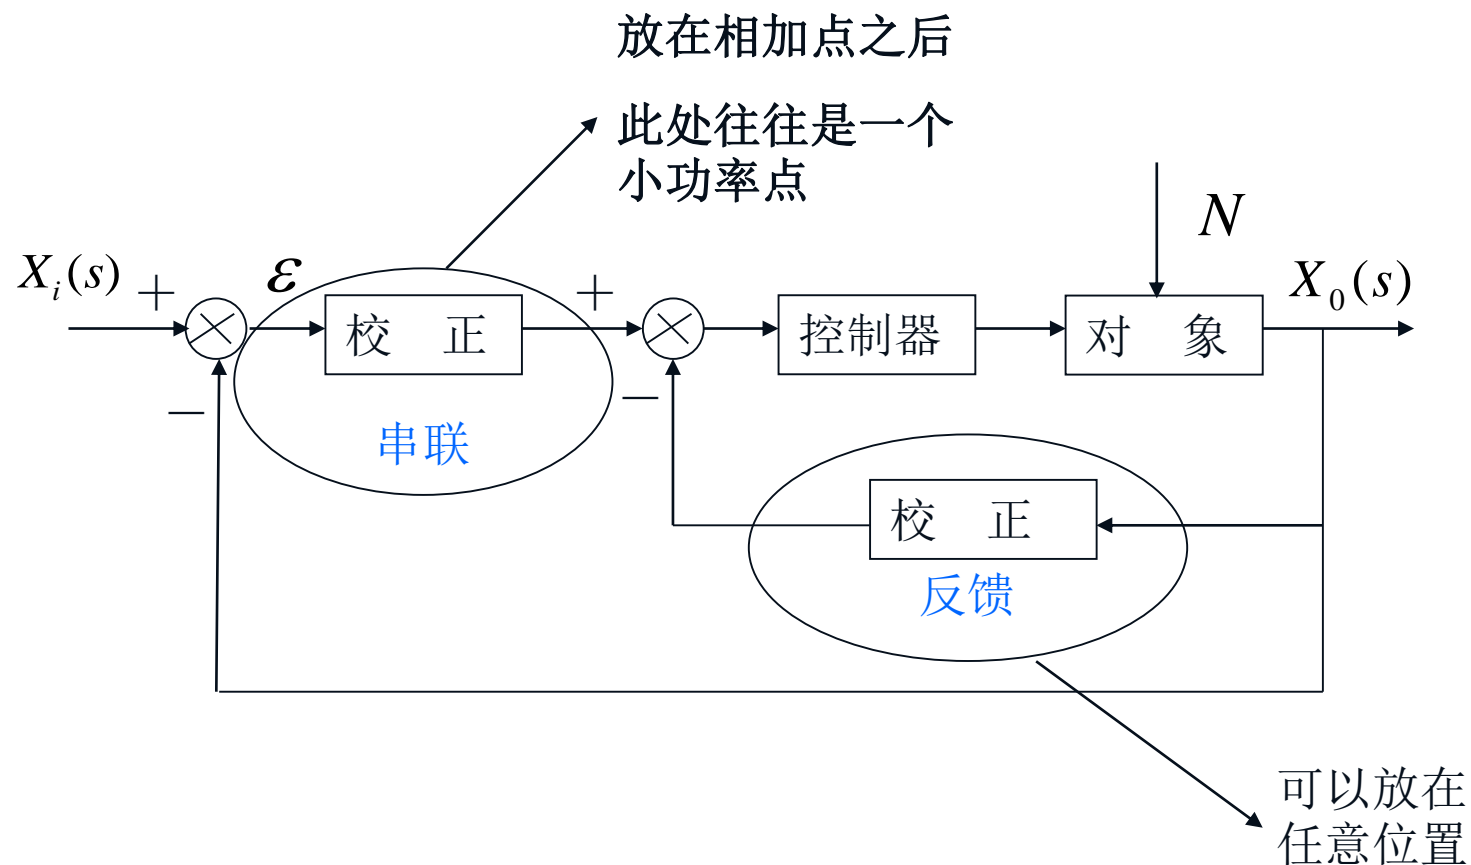 放在相加点之后
此处往往是一个
小功率点
N
X_i(s) + ε + X_0(s)
校 正 控制器 对 象
− −
串联
校 正
反馈
可以放在
任意位置